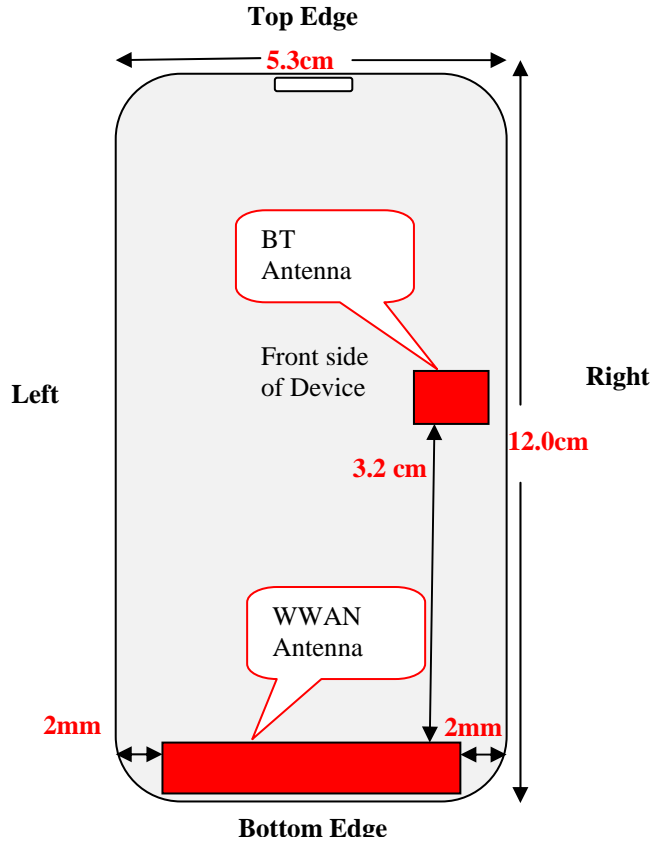 Top Edge
5.3cm
BT
Antenna
Front side
of Device
Left
Right
12.0cm
3.2 cm
WWAN
Antenna
2mm
2mm
Bottom Edge